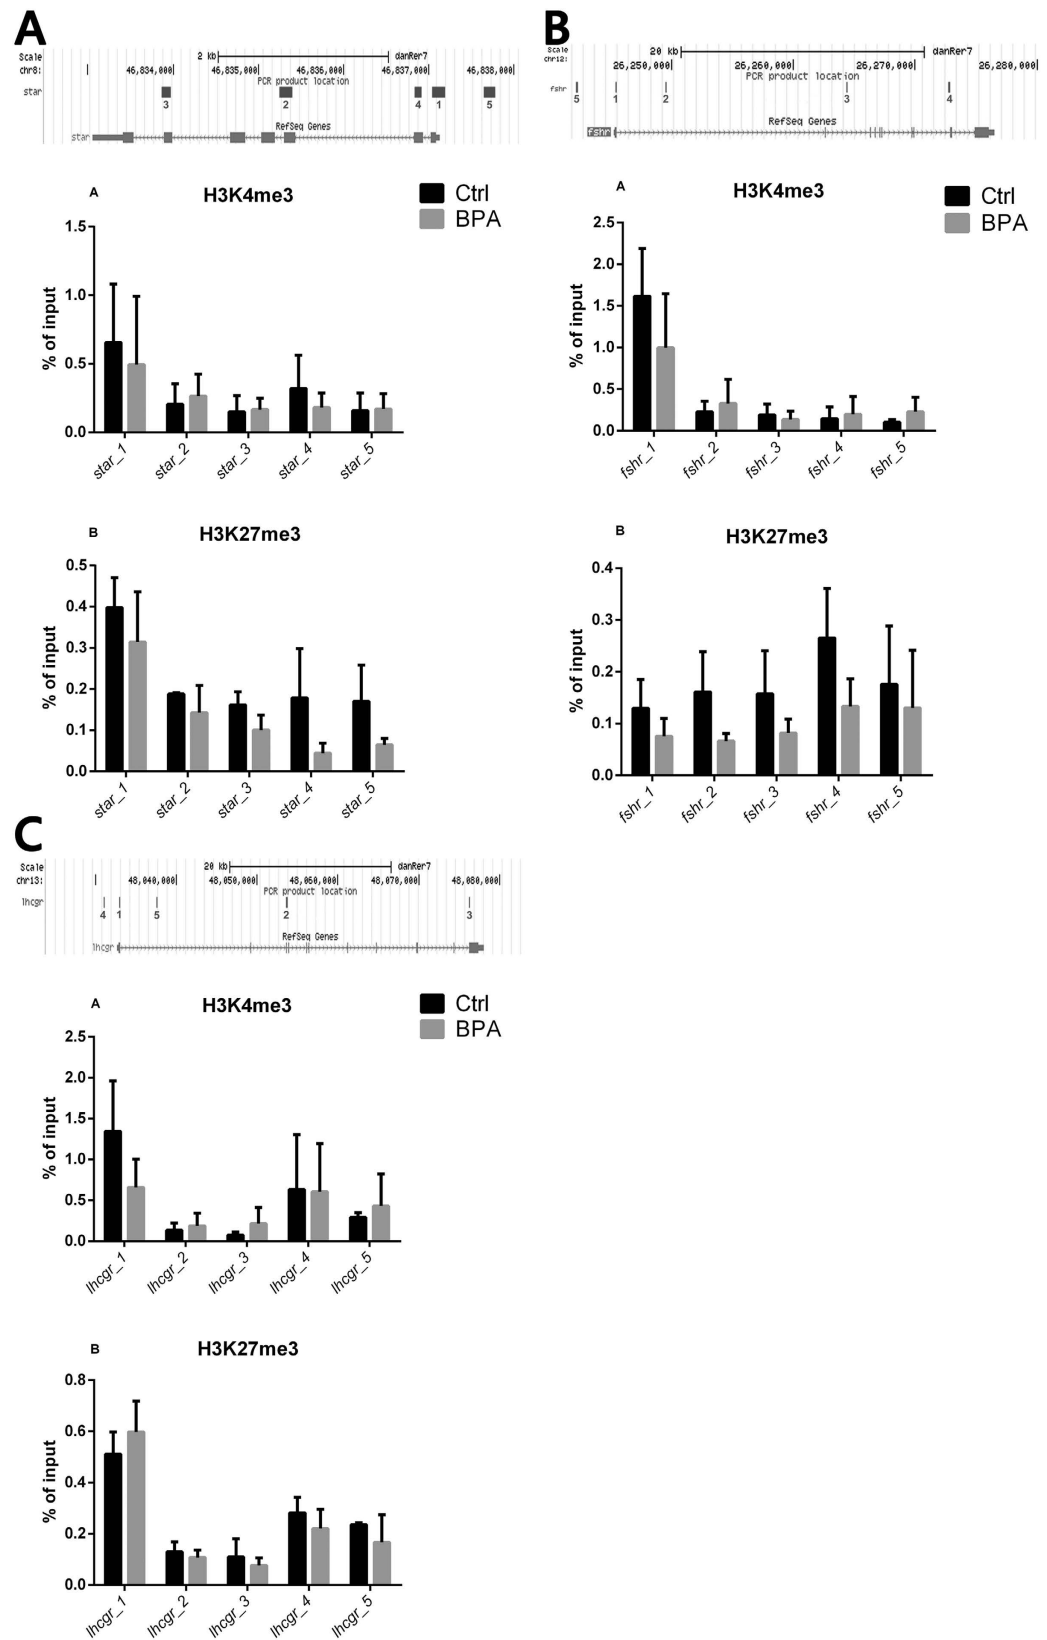 A
Scale 2 kb danRer7
chr8: 46,834,000 46,835,000 46,836,000 46,837,000 46,838,000
PCR product location
star
3 2 4 1 5
RefSeq Genes
star
A
H3K4me3
Ctrl
BPA
1.5
1.0
0.5
0.0
% of input
star_1 star_2 star_3 star_4 star_5
B
H3K27me3
0.5
0.4
0.3
0.2
0.1
0.0
% of input
star_1 star_2 star_3 star_4 star_5
B
Scale 20 kb danRer7
chr12: 26,250,000 26,260,000 26,270,000 26,280,000
PCR product location
fshr
5 1 2 3 4
RefSeq Genes
fshr
A
H3K4me3
Ctrl
BPA
2.5
2.0
1.5
1.0
0.5
0.0
% of input
fshr_1 fshr_2 fshr_3 fshr_4 fshr_5
B
H3K27me3
0.4
0.3
0.2
0.1
0.0
% of input
fshr_1 fshr_2 fshr_3 fshr_4 fshr_5
C
Scale 20 kb danRer7
chr13: 48,040,000 48,050,000 48,060,000 48,070,000 48,080,000
PCR product location
lhcgr
4 1 5 2 3
RefSeq Genes
lhcgr
A
H3K4me3
Ctrl
BPA
2.5
2.0
1.5
1.0
0.5
0.0
% of input
lhcgr_1 lhcgr_2 lhcgr_3 lhcgr_4 lhcgr_5
B
H3K27me3
0.8
0.6
0.4
0.2
0.0
% of input
lhcgr_1 lhcgr_2 lhcgr_3 lhcgr_4 lhcgr_5